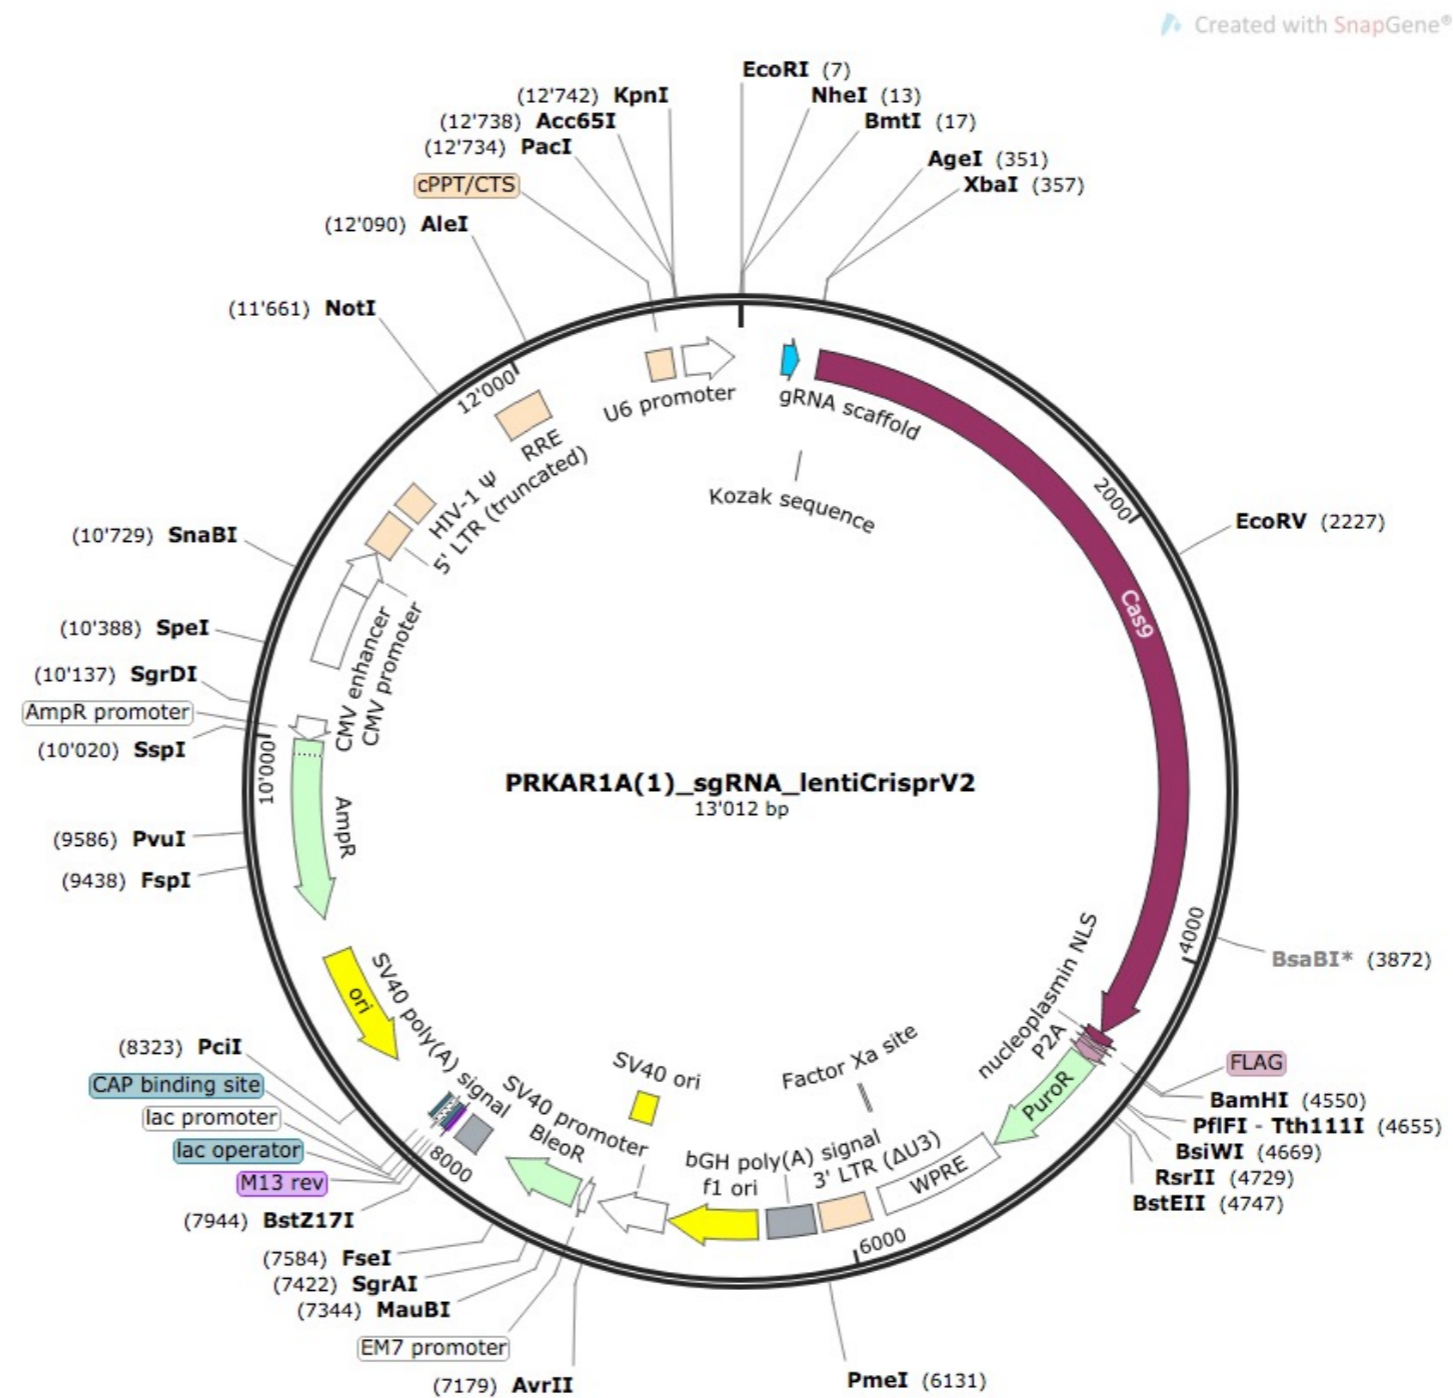 Created with SnapGene®
EcoRI (7)
NheI (13)
BmtI (17)
AgeI (351)
XbaI (357)
(12'742) KpnI
(12'738) Acc65I
(12'734) PacI
cPPT/CTS
(12'090) AleI
(11'661) NotI
(10'729) SnaBI
(10'388) SpeI
(10'137) SgrDI
AmpR promoter
(10'020) SspI
(9586) PvuI
(9438) FspI
(8323) PciI
CAP binding site
lac promoter
lac operator
M13 rev
(7944) BstZ17I
(7584) FseI
(7422) SgrAI
(7344) MauBI
EM7 promoter
(7179) AvrII
PmeI (6131)
EcoRV (2227)
BsaBI* (3872)
FLAG
BamHI (4550)
PflFI - Tth111I (4655)
BsiWI (4669)
RsrII (4729)
BstEII (4747)
2000
4000
6000
8000
10'000
12'000
U6 promoter
gRNA scaffold
Kozak sequence
Cas9
RRE
HIV-1 ψ
5' LTR (truncated)
CMV enhancer
CMV promoter
PRKAR1A(1)_sgRNA_lentiCrisprV2
13'012 bp
AmpR
ori
SV40 poly(A) signal
SV40 promoter
BleoR
SV40 ori
Factor Xa site
bGH poly(A) signal
f1 ori
3' LTR (ΔU3)
WPRE
PuroR
P2A
nucleoplasmin NLS